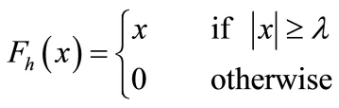 F_h(x) = { x if |x| ≥ λ
0 otherwise